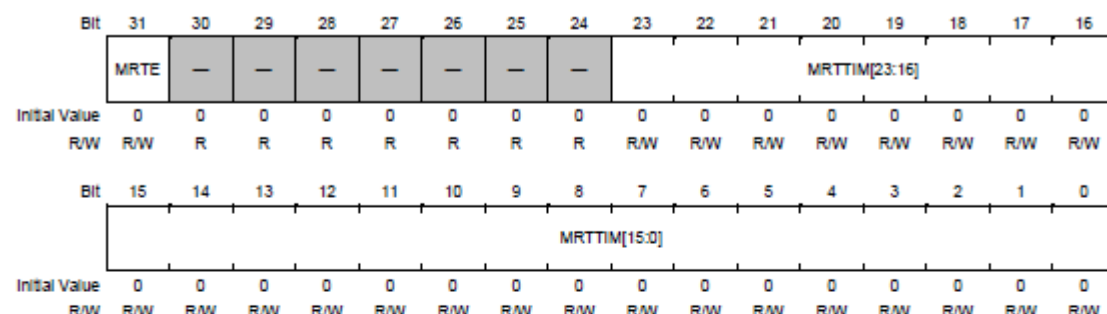 Bit 31 30 29 28 27 26 25 24 23 22 21 20 19 18 17 16
MRTE — — — — — — — MRTTIM[23:16]
Initial Value 0 0 0 0 0 0 0 0 0 0 0 0 0 0 0 0
R/W R/W R R R R R R R R/W R/W R/W R/W R/W R/W R/W R/W
Bit 15 14 13 12 11 10 9 8 7 6 5 4 3 2 1 0
MRTTIM[15:0]
Initial Value 0 0 0 0 0 0 0 0 0 0 0 0 0 0 0 0
R/W R/W R/W R/W R/W R/W R/W R/W R/W R/W R/W R/W R/W R/W R/W R/W R/W